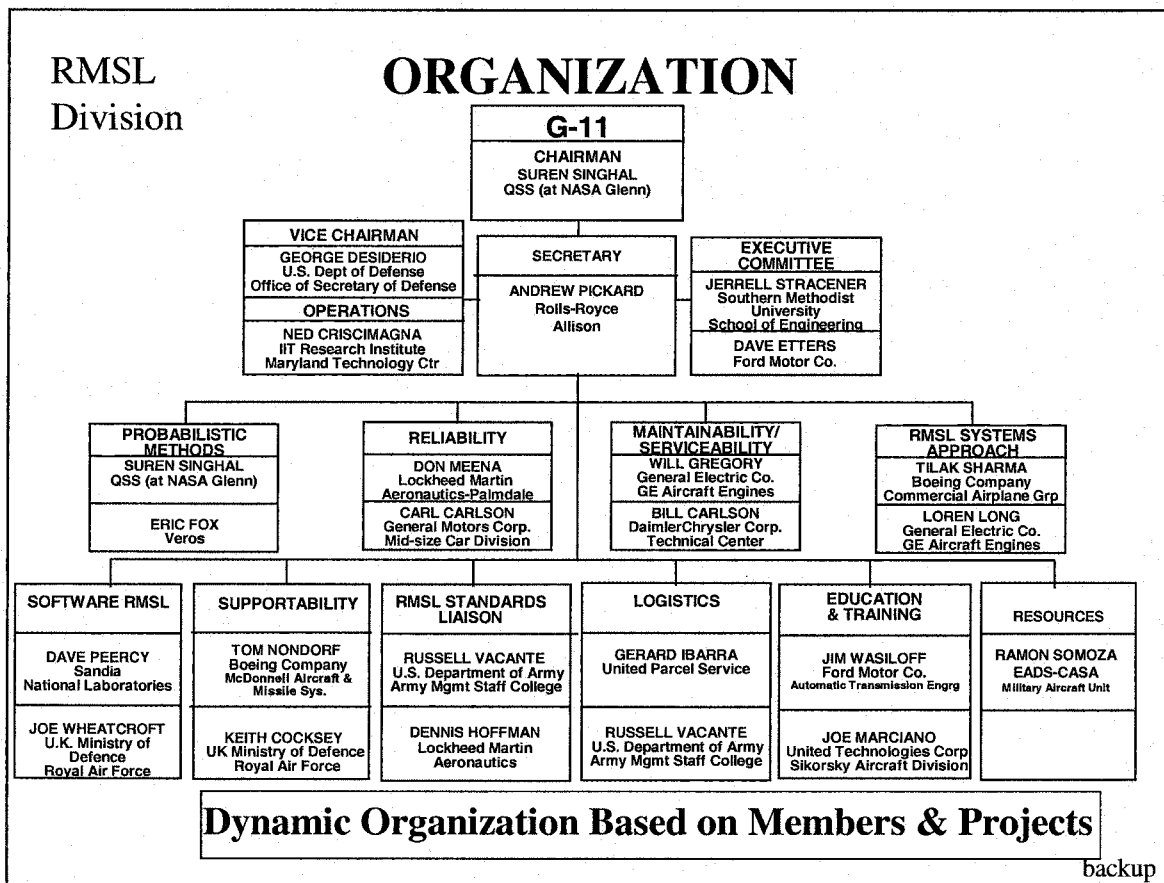 RMSL
Division
ORGANIZATION
G-11
CHAIRMAN
SUREN SINGHAL
QSS (at NASA Glenn)
VICE CHAIRMAN
GEORGE DESIDERIO
U.S. Dept of Defense
Office of Secretary of Defense
OPERATIONS
NED CRISCIMAGNA
IIT Research Institute
Maryland Technology Ctr
SECRETARY
ANDREW PICKARD
Rolls-Royce
Allison
EXECUTIVE
COMMITTEE
JERRELL STRACENER
Southern Methodist
University
School of Engineering
DAVE ETTERS
Ford Motor Co.
PROBABILISTIC
METHODS
SUREN SINGHAL
QSS (at NASA Glenn)
ERIC FOX
Veros
RELIABILITY
DON MEENA
Lockheed Martin
Aeronautics-Palmdale
CARL CARLSON
General Motors Corp.
Mid-size Car Division
MAINTAINABILITY/
SERVICEABILITY
WILL GREGORY
General Electric Co.
GE Aircraft Engines
BILL CARLSON
DaimlerChrysler Corp.
Technical Center
RMSL SYSTEMS
APPROACH
TILAK SHARMA
Boeing Company
Commercial Airplane Grp
LOREN LONG
General Electric Co.
GE Aircraft Engines
SOFTWARE RMSL
DAVE PEERCY
Sandia
National Laboratories
JOE WHEATCROFT
U.K. Ministry of
Defence
Royal Air Force
SUPPORTABILITY
TOM NONDORF
Boeing Company
McDonnell Aircraft &
Missile Sys.
KEITH COCKSEY
UK Ministry of Defence
Royal Air Force
RMSL STANDARDS
LIAISON
RUSSELL VACANTE
U.S. Department of Army
Army Mgmt Staff College
DENNIS HOFFMAN
Lockheed Martin
Aeronautics
LOGISTICS
GERARD IBARRA
United Parcel Service
RUSSELL VACANTE
U.S. Department of Army
Army Mgmt Staff College
EDUCATION
& TRAINING
JIM WASILOFF
Ford Motor Co.
Automatic Transmission Engrg
JOE MARCIANO
United Technologies Corp
Sikorsky Aircraft Division
RESOURCES
RAMON SOMOZA
EADS-CASA
Military Aircraft Unit
Dynamic Organization Based on Members & Projects
backup